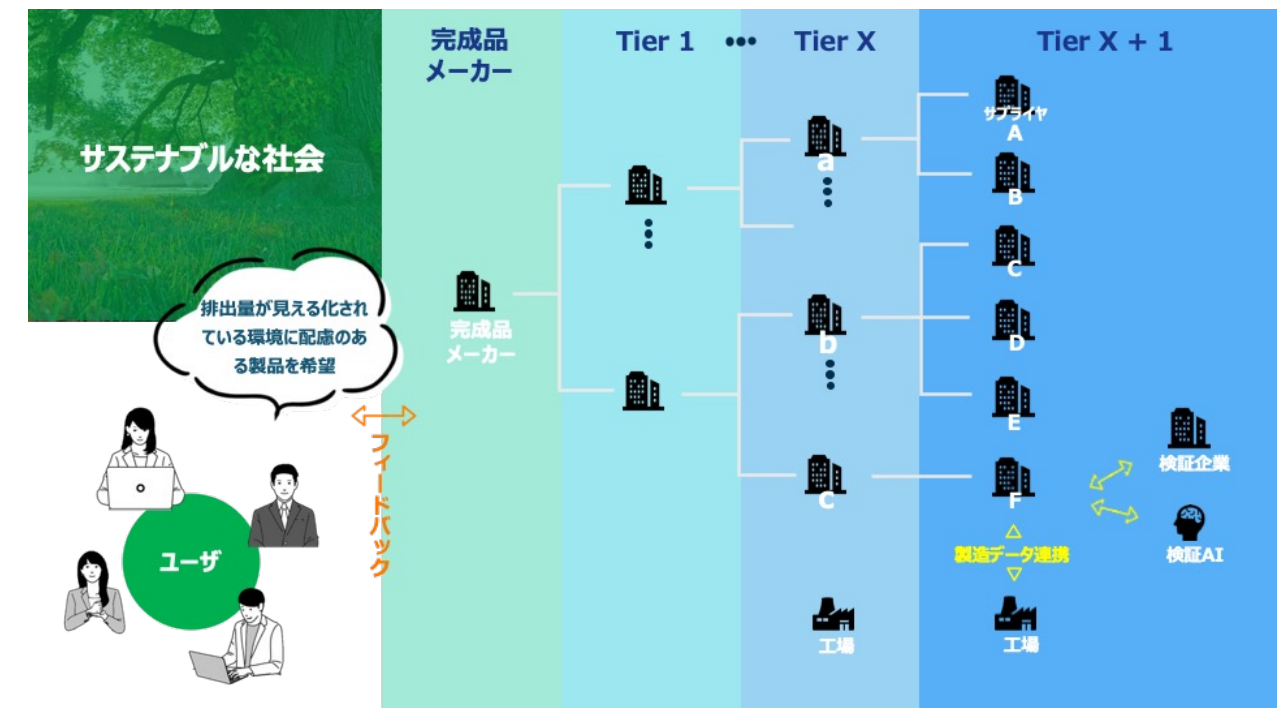 サステナブルな社会
排出量が見える化され
ている環境に配慮のあ
る製品を希望
ユーザ
フィードバック
完成品
メーカー
完成品
メーカー
Tier 1
•••
Tier X
a
b
C
工場
Tier X + 1
サプライヤ
A
B
C
D
E
F
製造データ連携
工場
検証企業
検証AI